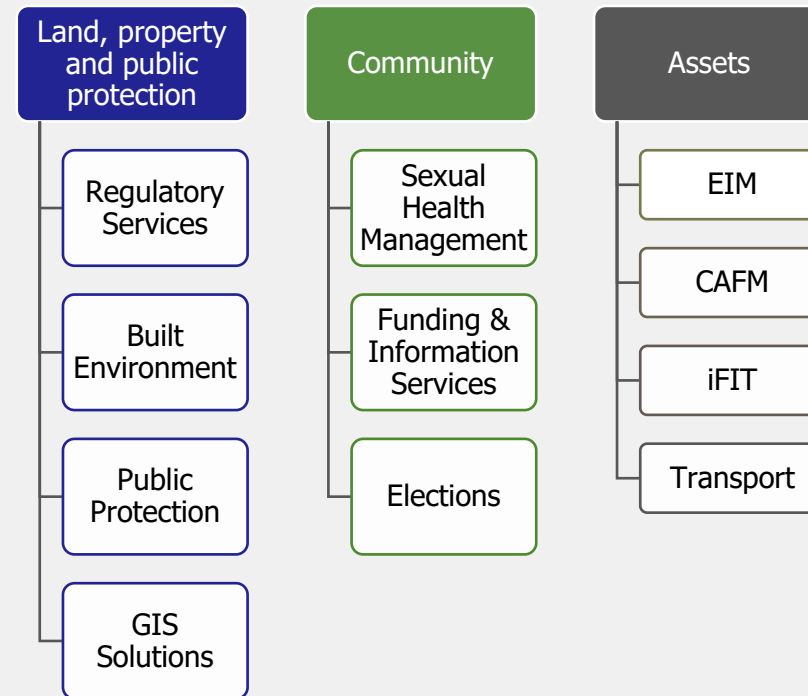 Land, property
and public
protection
Regulatory
Services
Built
Environment
Public
Protection
GIS
Solutions
Community
Sexual
Health
Management
Funding &
Information
Services
Elections
Assets
EIM
CAFM
iFIT
Transport